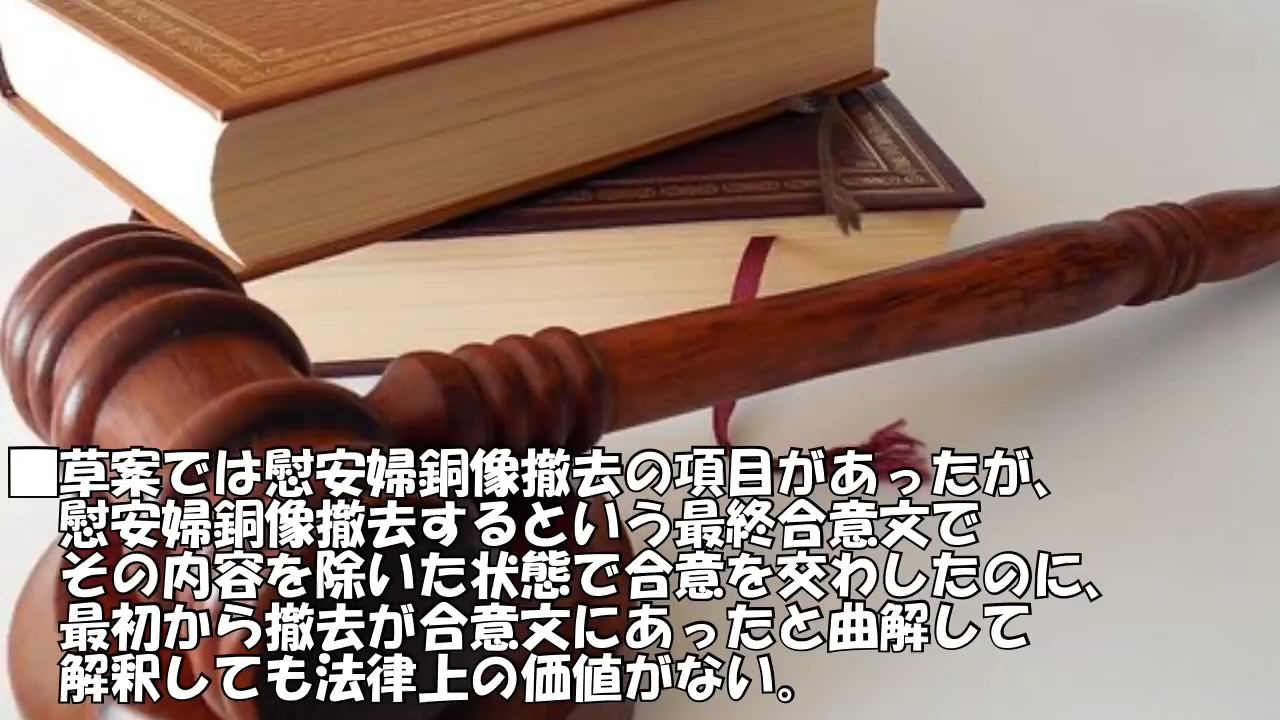 ■草案では慰安婦銅像撤去の項目があったが、
慰安婦銅像撤去するという最終合意文で
その内容を除いた状態で合意を交わしたのに、
最初から撤去が合意文にあったと曲解して
解釈しても法律上の価値がない。